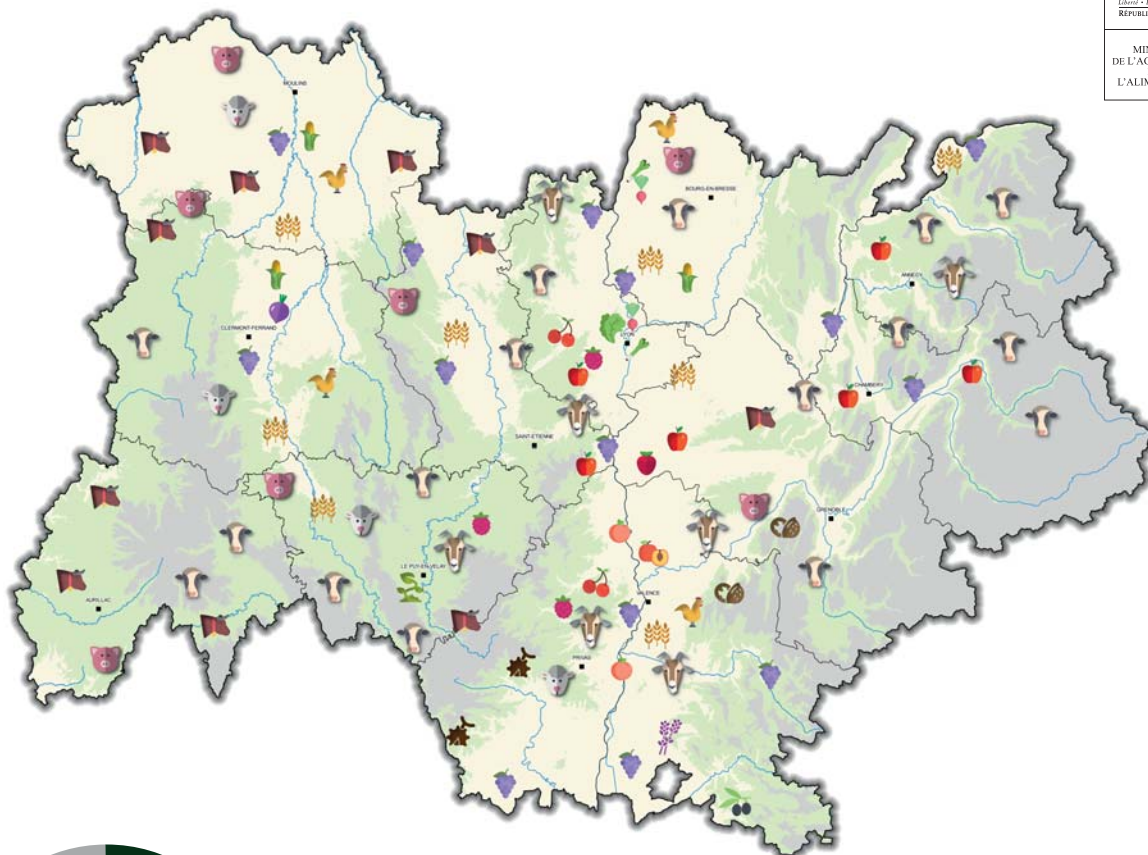 RÉPUBLI
MIN
DE L'AG
L'ALIM
MOULINS
BOURG-EN-BRESSE
ANNECY
CLERMONT-FERRAND
LYON
CHAMBERY
SAINT-ETIENNE
GRENOBLE
LE PUY-EN-VELAY
AURILLAC
VALENCE
PRIVAS